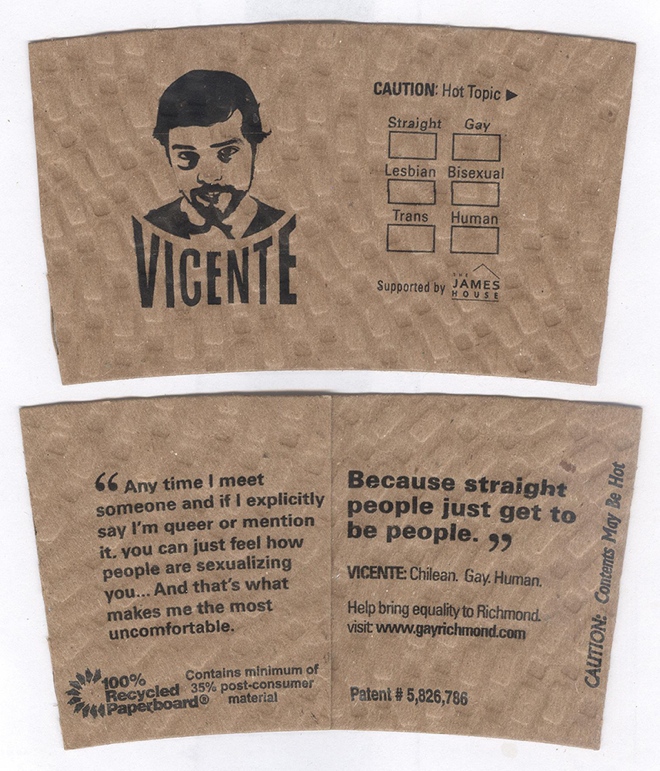 VICENTE
CAUTION: Hot Topic ▶
Straight Gay
Lesbian Bisexual
Trans Human
Supported by THE JAMES HOUSE
“ Any time I meet
someone and if I explicitly
say I'm queer or mention
it. you can just feel how
people are sexualizing
you... And that's what
makes me the most
uncomfortable.
100%
Recycled
Paperboard®
Contains minimum of
35% post-consumer
material
Because straight
people just get to
be people. ”
VICENTE: Chilean. Gay. Human.
Help bring equality to Richmond.
visit: www.gayrichmond.com
Patent # 5,826,786
CAUTION: Contents May Be Hot